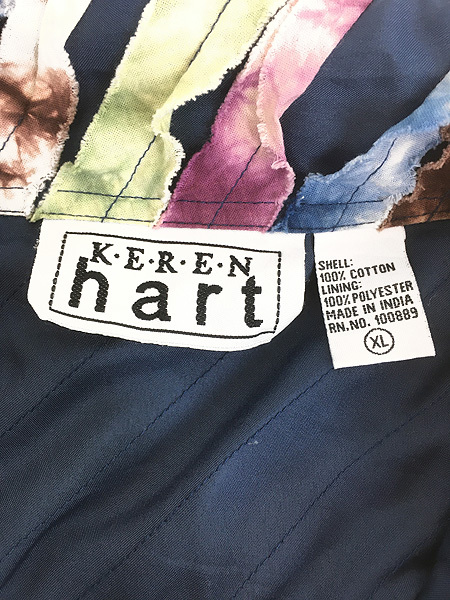 K·E·R·E·N
hart
SHELL:
100% COTTON
LINING:
100% POLYESTER
MADE IN INDIA
RN.NO. 100889
XL